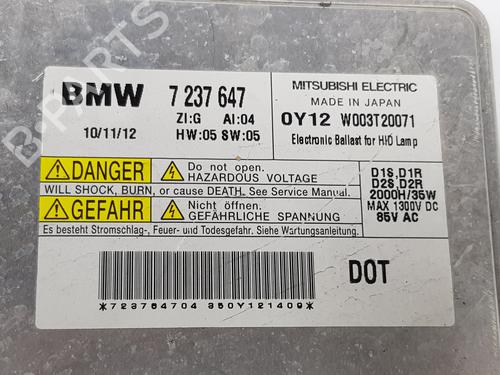 BMW 7 237 647
ZI:G AI:04
10/11/12 HW:05 SW:05
MITSUBISHI ELECTRIC
MADE IN JAPAN
0Y12 W003T20071
Electronic Ballast for HID Lamp
DANGER Do not open.
HAZARDOUS VOLTAGE
WILL SHOCK, BURN, or cause DEATH. See Service Manual.
GEFAHR Nicht öffnen.
GEFÄHRLICHE SPANNUNG
Es besteht Stromschlag-, Feuer- und Todesgefahr. Siehe Wartungsanleitung.
D1S,D1R
D2S,D2R
2000H/35W
MAX 1300V DC
85V AC
DOT
*723764704 350Y121409*
B-PARTS